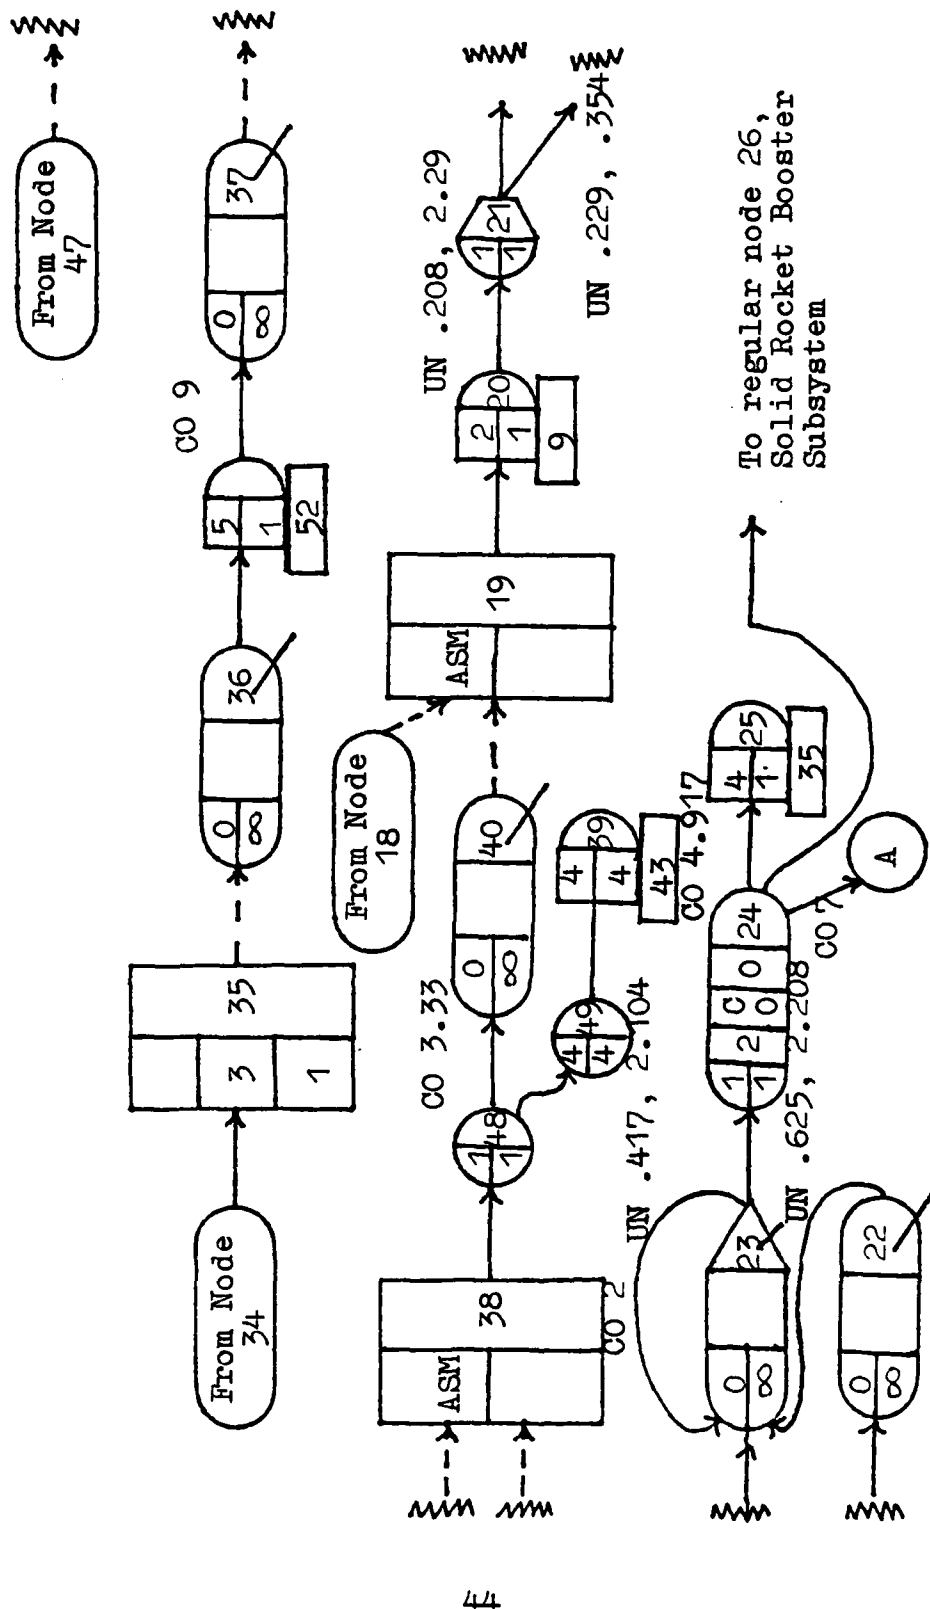 From Node
47
From Node
34
3
1
35
0
∞
36
5
1
52
CO 9
0
∞
37
ASM
38
1
1
48
CO 3.33
0
∞
40
From Node
18
ASM
19
2
1
20
9
UN .208, 2.29
1
1
21
UN .229, .354
4
4
49
4
4
39
43
CO 2
UN .417, 2.104
0
∞
23
UN .625, 2.208
1
1
2
C
O
0
24
CO 4.917
4
1
25
35
CO 7
A
To regular node 26,
Solid Rocket Booster
Subsystem
0
∞
22
44